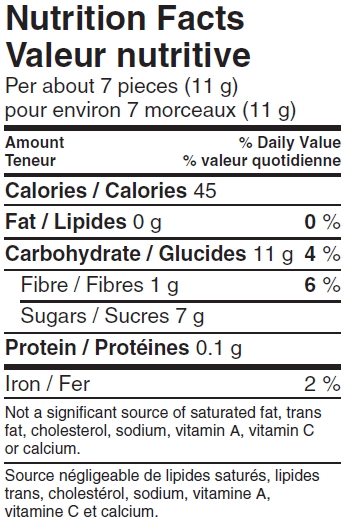 Nutrition Facts
Valeur nutritive
Per about 7 pieces (11 g)
pour environ 7 morceaux (11 g)
Amount % Daily Value
Teneur % valeur quotidienne
Calories / Calories 45
Fat / Lipides 0 g 0 %
Carbohydrate / Glucides 11 g 4 %
Fibre / Fibres 1 g 6 %
Sugars / Sucres 7 g
Protein / Protéines 0.1 g
Iron / Fer 2 %
Not a significant source of saturated fat, trans
fat, cholesterol, sodium, vitamin A, vitamin C
or calcium.
Source négligeable de lipides saturés, lipides
trans, cholestérol, sodium, vitamine A,
vitamine C et calcium.